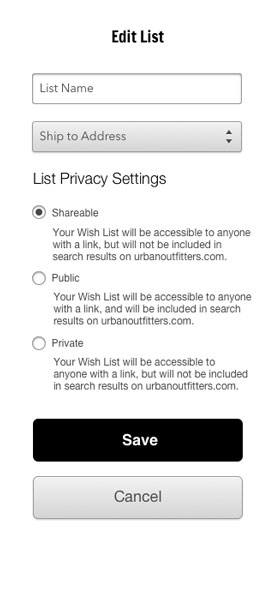 Edit List
List Name
Ship to Address
List Privacy Settings
Shareable
Your Wish List will be accessible to anyone
with a link, but will not be included in
search results on urbanoutfitters.com.
Public
Your Wish List will be accessible to anyone
with a link, and will be included in search
results on urbanoutfitters.com.
Private
Your Wish List will be accessible to
anyone with a link, but will not be included
in search results on urbanoutfitters.com.
Save
Cancel